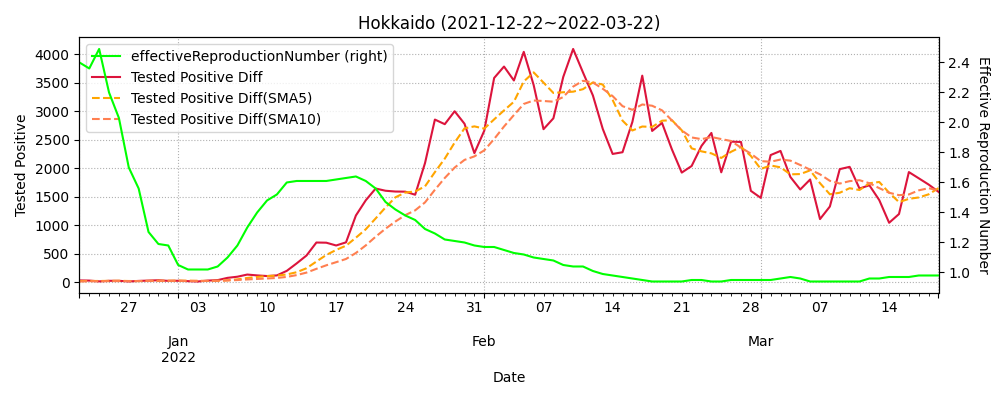 Hokkaido (2021-12-22~2022-03-22)
effectiveReproductionNumber (right)
Tested Positive Diff
Tested Positive Diff(SMA5)
Tested Positive Diff(SMA10)
Tested Positive
4000
3500
3000
2500
2000
1500
1000
500
0
2.4
2.2
2.0
1.8
1.6
1.4
1.2
1.0
Effective Reproduction Number
27 03 10 17 24 31 07 14 21 28 07 14
Jan Feb Mar
2022
Date